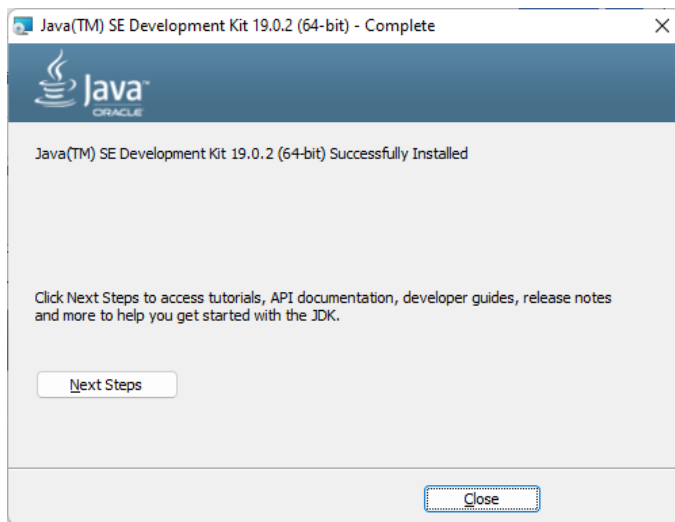 Java(TM) SE Development Kit 19.0.2 (64-bit) - Complete
Java™
ORACLE
Java(TM) SE Development Kit 19.0.2 (64-bit) Successfully Installed
Click Next Steps to access tutorials, API documentation, developer guides, release notes
and more to help you get started with the JDK.
Next Steps
Close